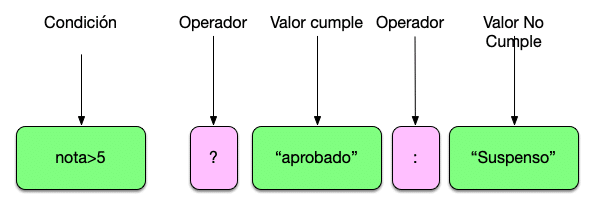 Condición Operador Valor cumple Operador Valor No
Cumple
nota>5 ? “aprobado” : “Suspenso”